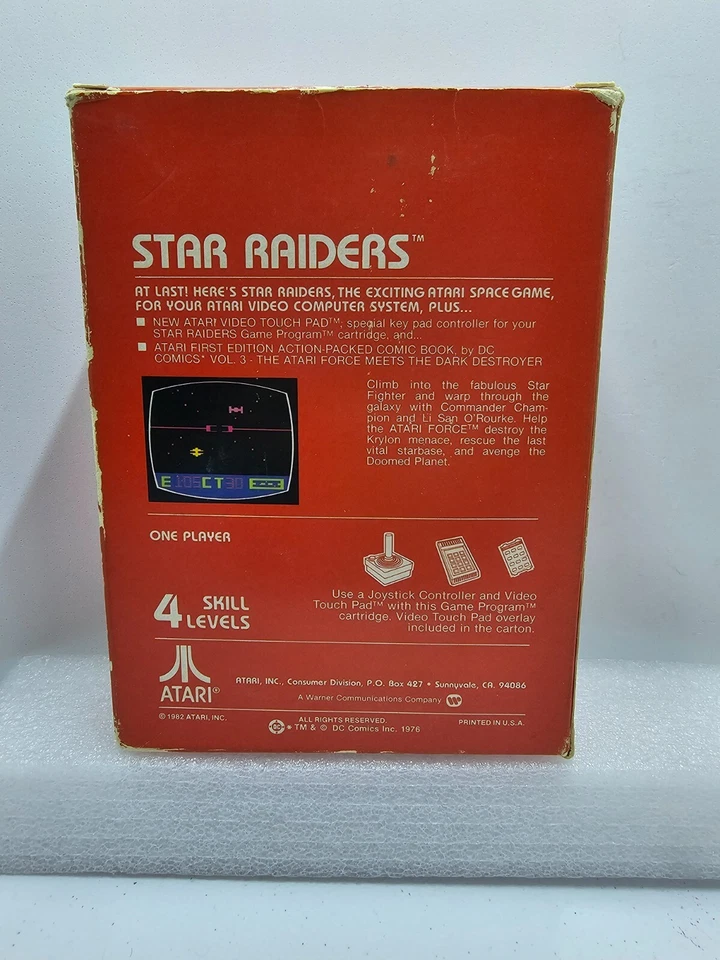 STAR RAIDERS™
AT LAST! HERE'S STAR RAIDERS, THE EXCITING ATARI SPACE GAME,
FOR YOUR ATARI VIDEO COMPUTER SYSTEM, PLUS...
■ NEW ATARI VIDEO TOUCH PAD™, special key pad controller for your
STAR RAIDERS Game Program™ cartridge, and...
■ ATARI FIRST EDITION ACTION-PACKED COMIC BOOK, by DC
COMICS* VOL. 3 - THE ATARI FORCE MEETS THE DARK DESTROYER
Climb into the fabulous Star
Fighter and warp through the
galaxy with Commander Cham-
pion and Li San O'Rourke. Help
the ATARI FORCE™ destroy the
Krylon menace, rescue the last
vital starbase, and avenge the
Doomed Planet.
E 1:05 CT 30
ONE PLAYER
4 SKILL
LEVELS
Use a Joystick Controller and Video
Touch Pad™ with this Game Program™
cartridge. Video Touch Pad overlay
included in the carton.
ATARI®
ATARI, INC., Consumer Division, P.O. Box 427 • Sunnyvale, CA. 94086
A Warner Communications Company
© 1982 ATARI, INC.
ALL RIGHTS RESERVED.
DC * TM & © DC Comics Inc. 1976
PRINTED IN U.S.A.